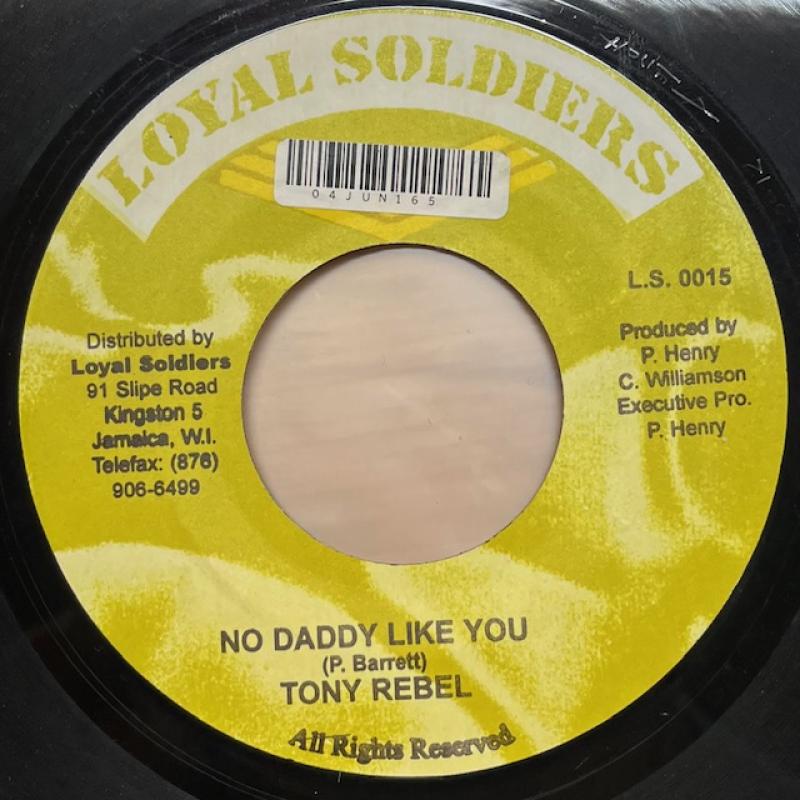 LOYAL SOLDIERS
04JUN165
L.S. 0015
Distributed by
Loyal Soldiers
91 Slipe Road
Kingston 5
Jamaica, W.I.
Telefax: (876)
906-6499
Produced by
P. Henry
C. Williamson
Executive Pro.
P. Henry
NO DADDY LIKE YOU
(P. Barrett)
TONY REBEL
All Rights Reserved